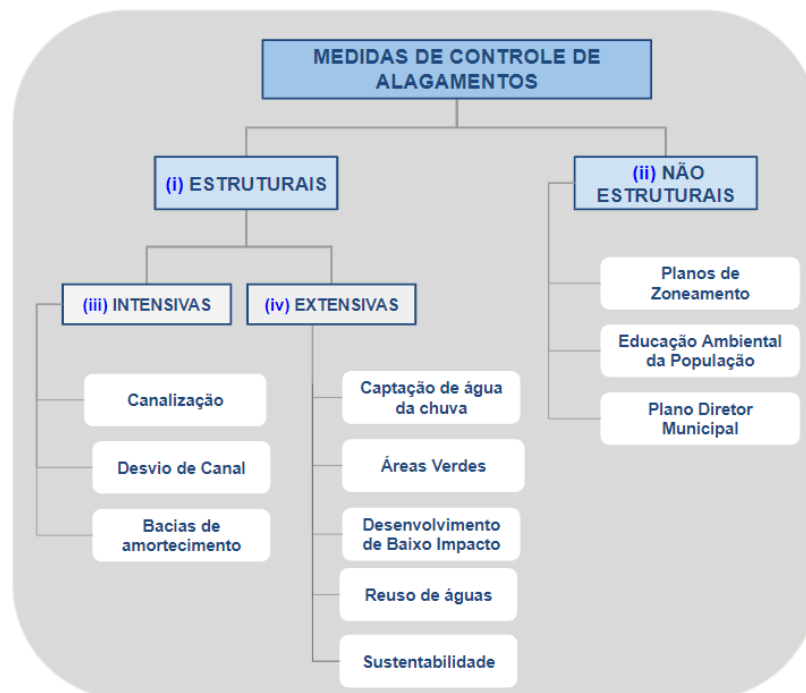 MEDIDAS DE CONTROLE DE
ALAGAMENTOS
(i) ESTRUTURAIS
(ii) NÃO
ESTRUTURAIS
(iii) INTENSIVAS
(iv) EXTENSIVAS
Canalização
Desvio de Canal
Bacias de
amortecimento
Captação de água
da chuva
Áreas Verdes
Desenvolvimento
de Baixo Impacto
Reuso de águas
Sustentabilidade
Planos de
Zoneamento
Educação Ambiental
da População
Plano Diretor
Municipal